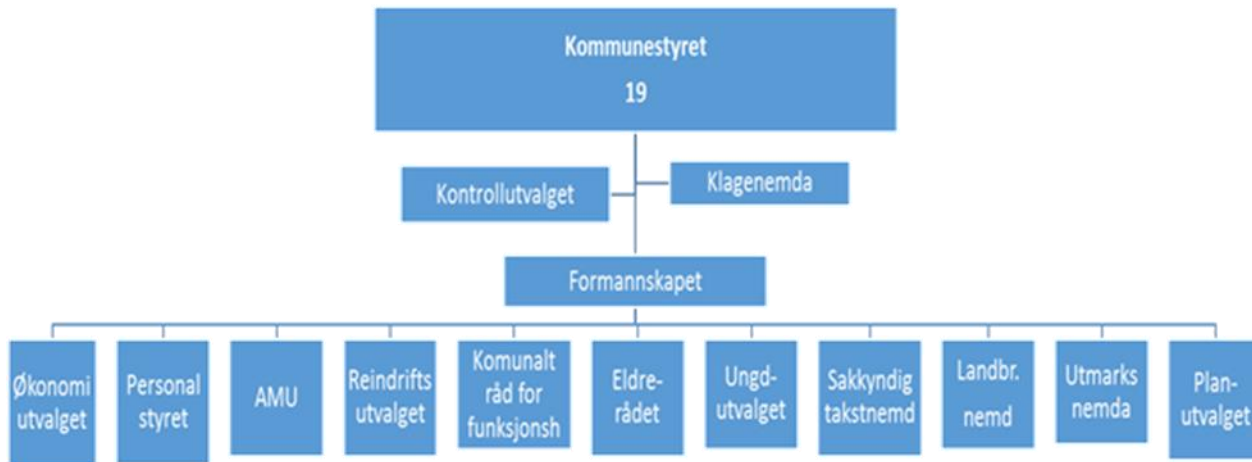 Kommunestyret
19
Klagenemda
Kontrollutvalget
Formannskapet
Økonomi
utvalget
Personal
styret
AMU
Reindrifts
utvalget
Komunalt
råd for
funksjonsh
Eldre-
rådet
Ungd-
utvalget
Sakkyndig
takstnemd
Landbr.
nemd
Utmarks
nemda
Plan-
utvalget